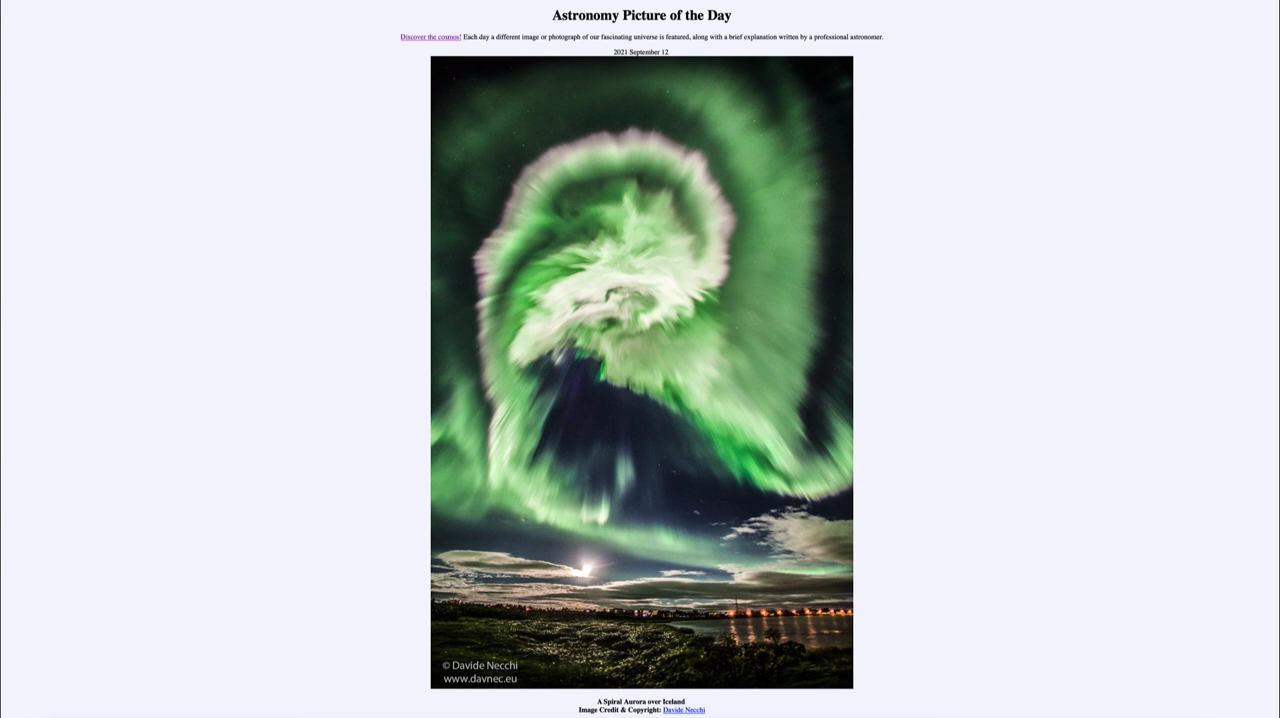 Astronomy Picture of the Day
Discover the cosmos! Each day a different image or photograph of our fascinating universe is featured, along with a brief explanation written by a professional astronomer.
2021 September 12
© Davide Necchi
www.davnec.eu
A Spiral Aurora over Iceland
Image Credit & Copyright: Davide Necchi